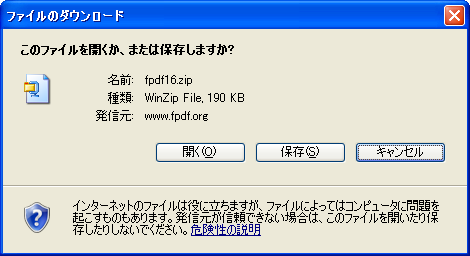 ファイルのダウンロード
このファイルを開くか、または保存しますか?
名前: fpdf16.zip
種類: WinZip File, 190 KB
発信元: www.fpdf.org
開く(O) 保存(S) キャンセル
インターネットのファイルは役に立ちますが、ファイルによってはコンピュータに問題を
起こすものもあります。発信元が信頼できない場合は、このファイルを開いたり保
存したりしないでください。危険性の説明